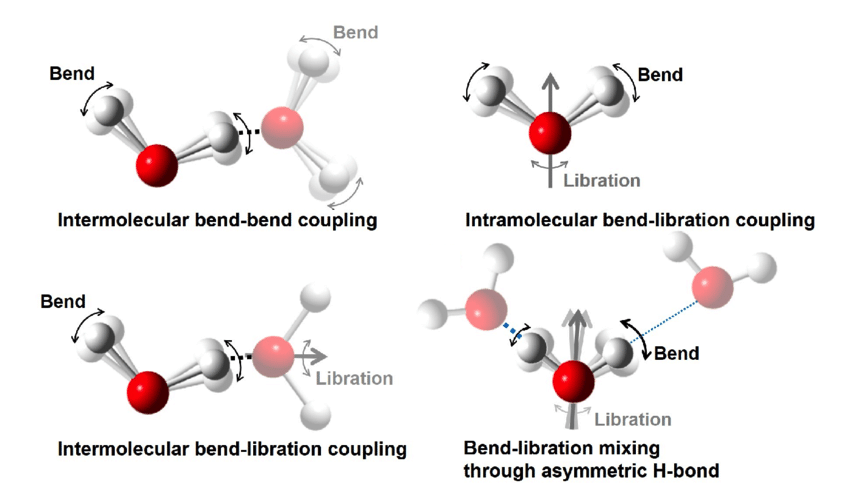 Bend
Bend
Intermolecular bend-bend coupling
Bend
Libration
Intramolecular bend-libration coupling
Bend
Libration
Intermolecular bend-libration coupling
Bend
Libration
Bend-libration mixing
through asymmetric H-bond